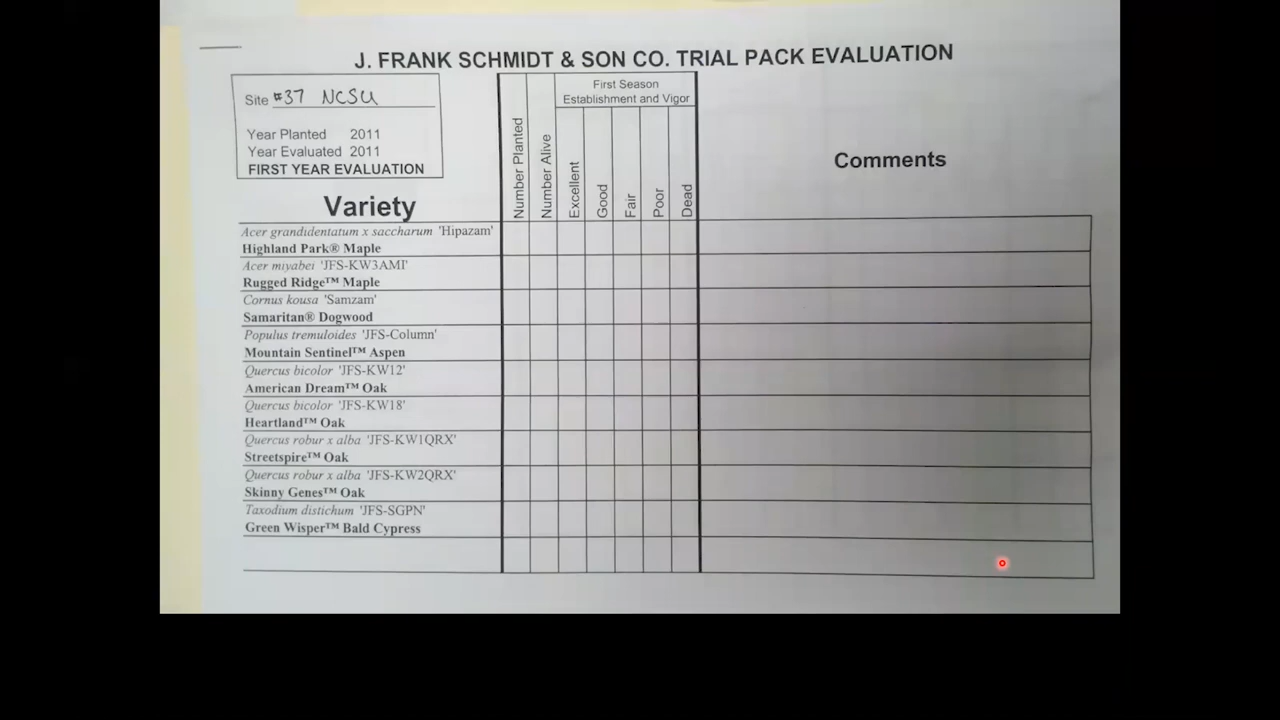 J. FRANK SCHMIDT & SON CO. TRIAL PACK EVALUATION
Site #37 NCSU
Year Planted 2011
Year Evaluated 2011
FIRST YEAR EVALUATION
Variety
Number Planted
Number Alive
First Season
Establishment and Vigor
Excellent
Good
Fair
Poor
Dead
Comments
Acer grandidentatum x saccharum 'Hipazam'
Highland Park® Maple
Acer miyabei 'JFS-KW3AMI'
Rugged Ridge™ Maple
Cornus kousa 'Samzam'
Samaritan® Dogwood
Populus tremuloides 'JFS-Column'
Mountain Sentinel™ Aspen
Quercus bicolor 'JFS-KW12'
American Dream™ Oak
Quercus bicolor 'JFS-KW18'
Heartland™ Oak
Quercus robur x alba 'JFS-KW1QRX'
Streetspire™ Oak
Quercus robur x alba 'JFS-KW2QRX'
Skinny Genes™ Oak
Taxodium distichum 'JFS-SGPN'
Green Wisper™ Bald Cypress